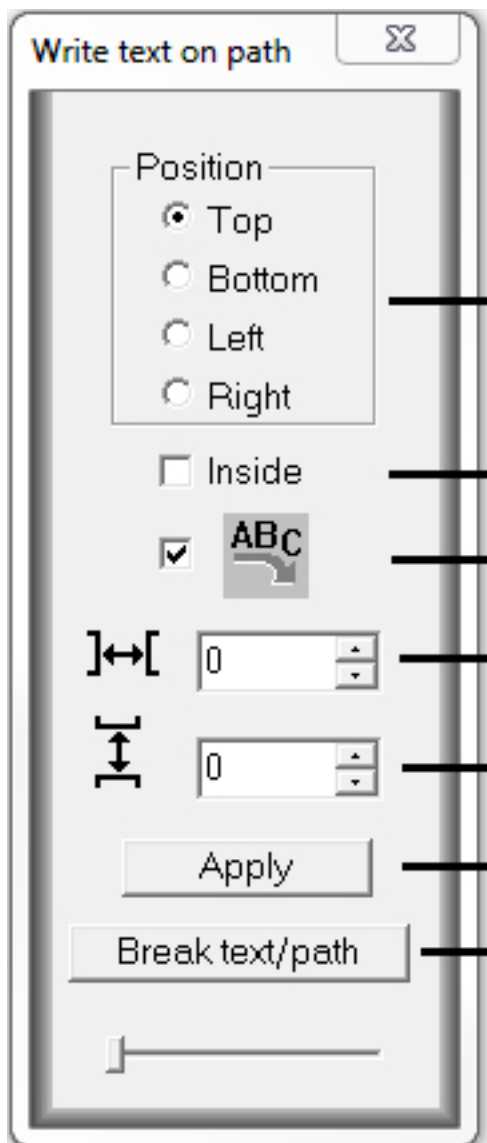 Write text on path
Position
Top
Bottom
Left
Right
Inside
ABC
0
0
Apply
Break text/path